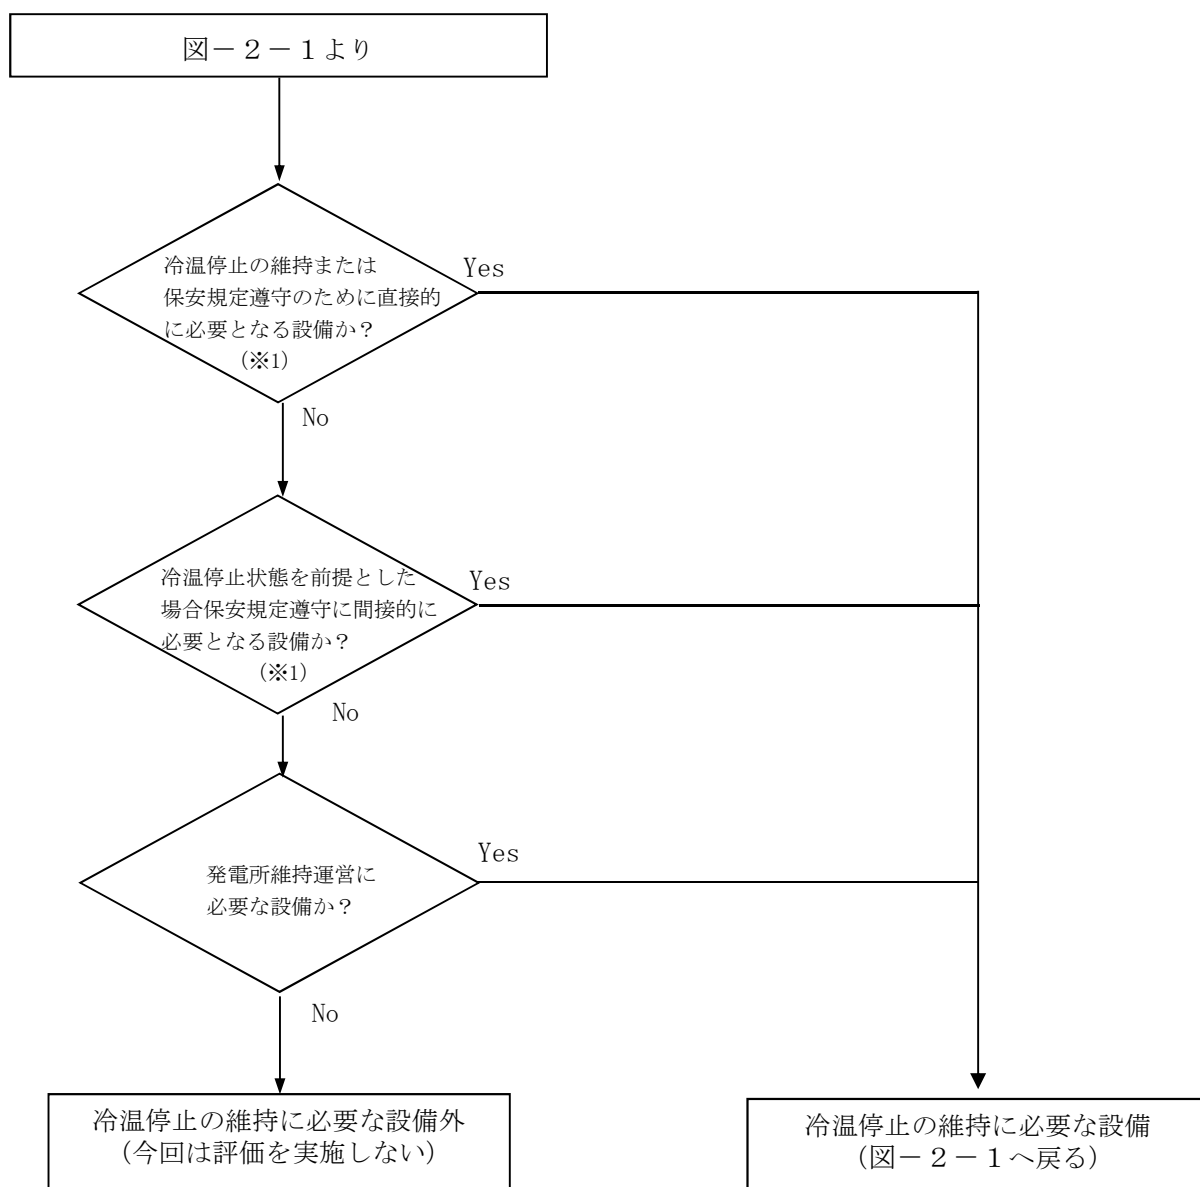 図－２－１より
冷温停止の維持または
保安規定遵守のために直接的
に必要となる設備か？
(※1)
Yes
No
冷温停止状態を前提とした
場合保安規定遵守に間接的に
必要となる設備か？
(※1)
Yes
No
発電所維持運営に
必要な設備か？
Yes
No
冷温停止の維持に必要な設備外
（今回は評価を実施しない）
冷温停止の維持に必要な設備
（図－２－１へ戻る）